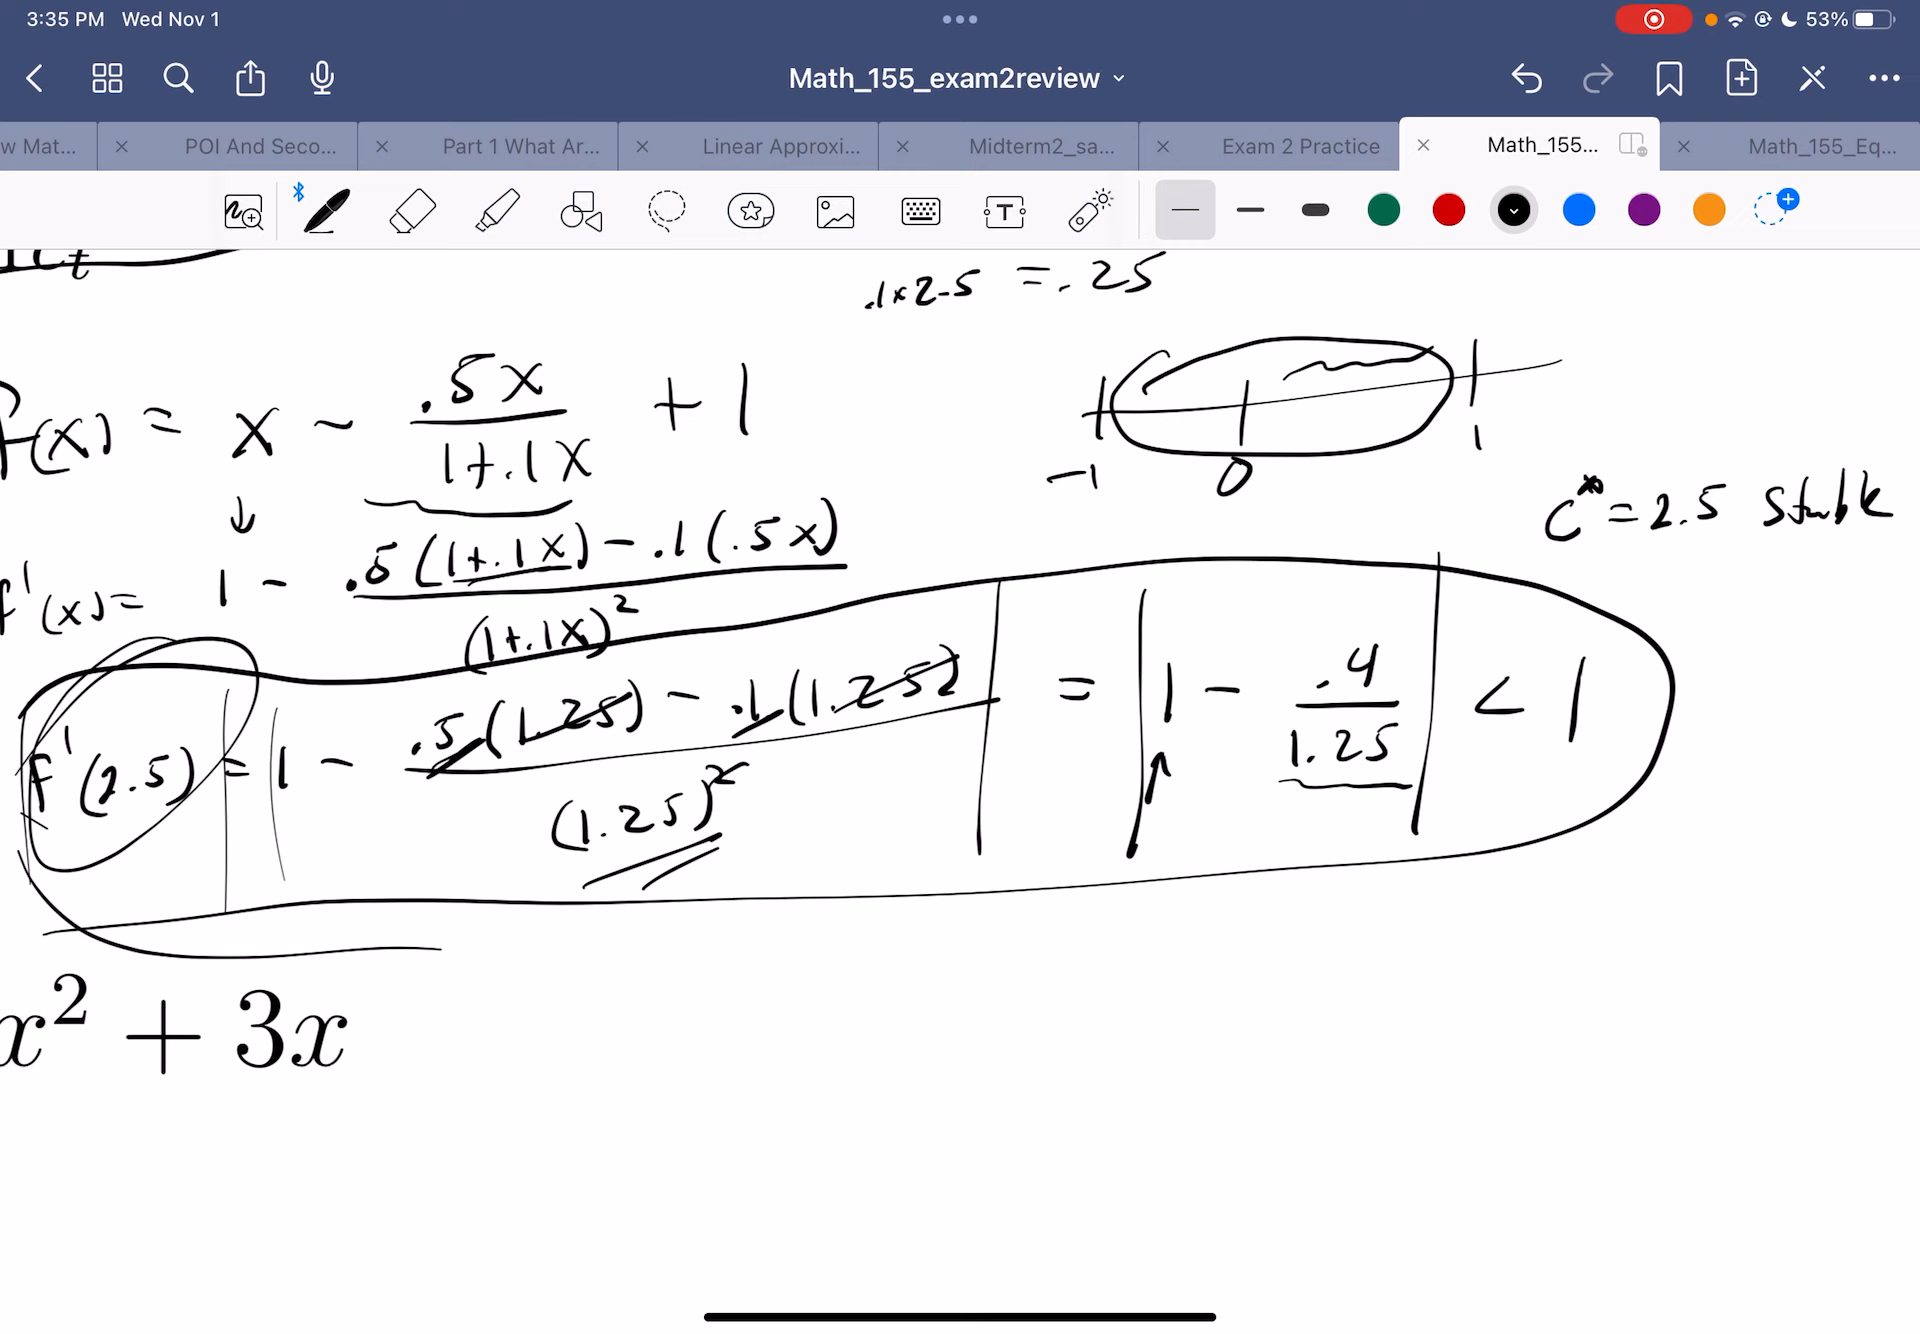 3:35 PM Wed Nov 1
53%
Math_155_exam2review
w Mat...
POI And Seco...
Part 1 What Ar...
Linear Approxi...
Midterm2_sa...
Exam 2 Practice
Math_155...
Math_155_Eq...
T
.1x2.5 = .25
f(x) = x - .5x / 1+.1x + 1
-1 0 1
c* = 2.5 Stable
f'(x) = 1 - .5(1+.1x) - .1(.5x) / (1+.1x)²
|f'(2.5)| = |1 - .5(1.25) - .1(1.25) / (1.25)²| = |1 - .4 / 1.25| < 1
x² + 3x